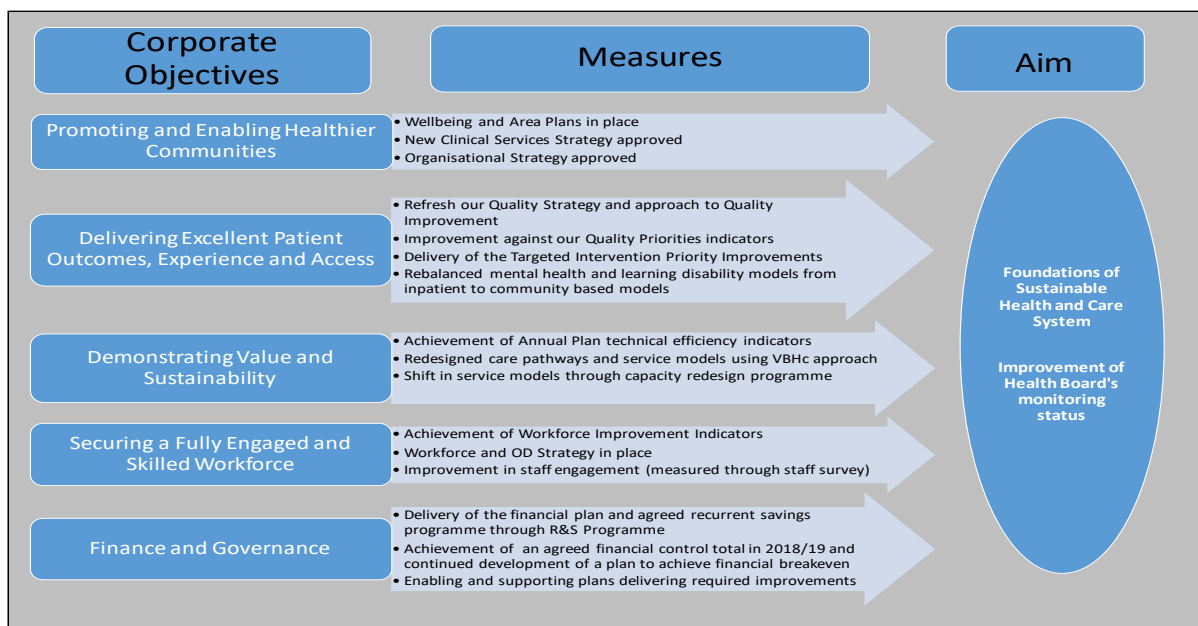 Corporate
Objectives
Measures
Aim
Promoting and Enabling Healthier
Communities
• Wellbeing and Area Plans in place
• New Clinical Services Strategy approved
• Organisational Strategy approved
Delivering Excellent Patient
Outcomes, Experience and Access
• Refresh our Quality Strategy and approach to Quality
Improvement
• Improvement against our Quality Priorities indicators
• Delivery of the Targeted Intervention Priority Improvements
• Rebalanced mental health and learning disability models from
inpatient to community based models
Demonstrating Value and
Sustainability
• Achievement of Annual Plan technical efficiency indicators
• Redesigned care pathways and service models using VBHc approach
• Shift in service models through capacity redesign programme
Securing a Fully Engaged and
Skilled Workforce
• Achievement of Workforce Improvement Indicators
• Workforce and OD Strategy in place
• Improvement in staff engagement (measured through staff survey)
Finance and Governance
• Delivery of the financial plan and agreed recurrent savings
programme through R&S Programme
• Achievement of an agreed financial control total in 2018/19 and
continued development of a plan to achieve financial breakeven
• Enabling and supporting plans delivering required improvements
Foundations of
Sustainable
Health and Care
System
Improvement of
Health Board's
monitoring
status